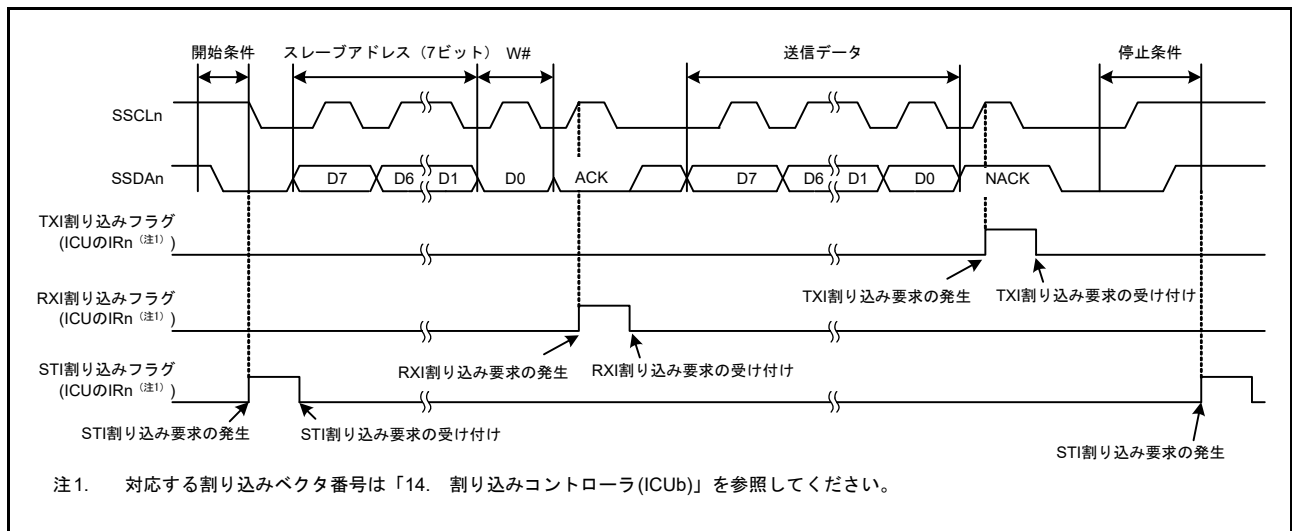 開始条件 スレーブアドレス（7ビット） W# 送信データ 停止条件
SSCLn
SSDAn D7 D6 D1 D0 ACK D7 D6 D1 D0 NACK
TXI割り込みフラグ
(ICUのIRn（注1）)
TXI割り込み要求の発生 TXI割り込み要求の受け付け
RXI割り込みフラグ
(ICUのIRn（注1）)
RXI割り込み要求の発生 RXI割り込み要求の受け付け
STI割り込みフラグ
(ICUのIRn（注1）)
STI割り込み要求の発生 STI割り込み要求の受け付け STI割り込み要求の発生
注1. 対応する割り込みベクタ番号は「14. 割り込みコントローラ(ICUb)」を参照してください。